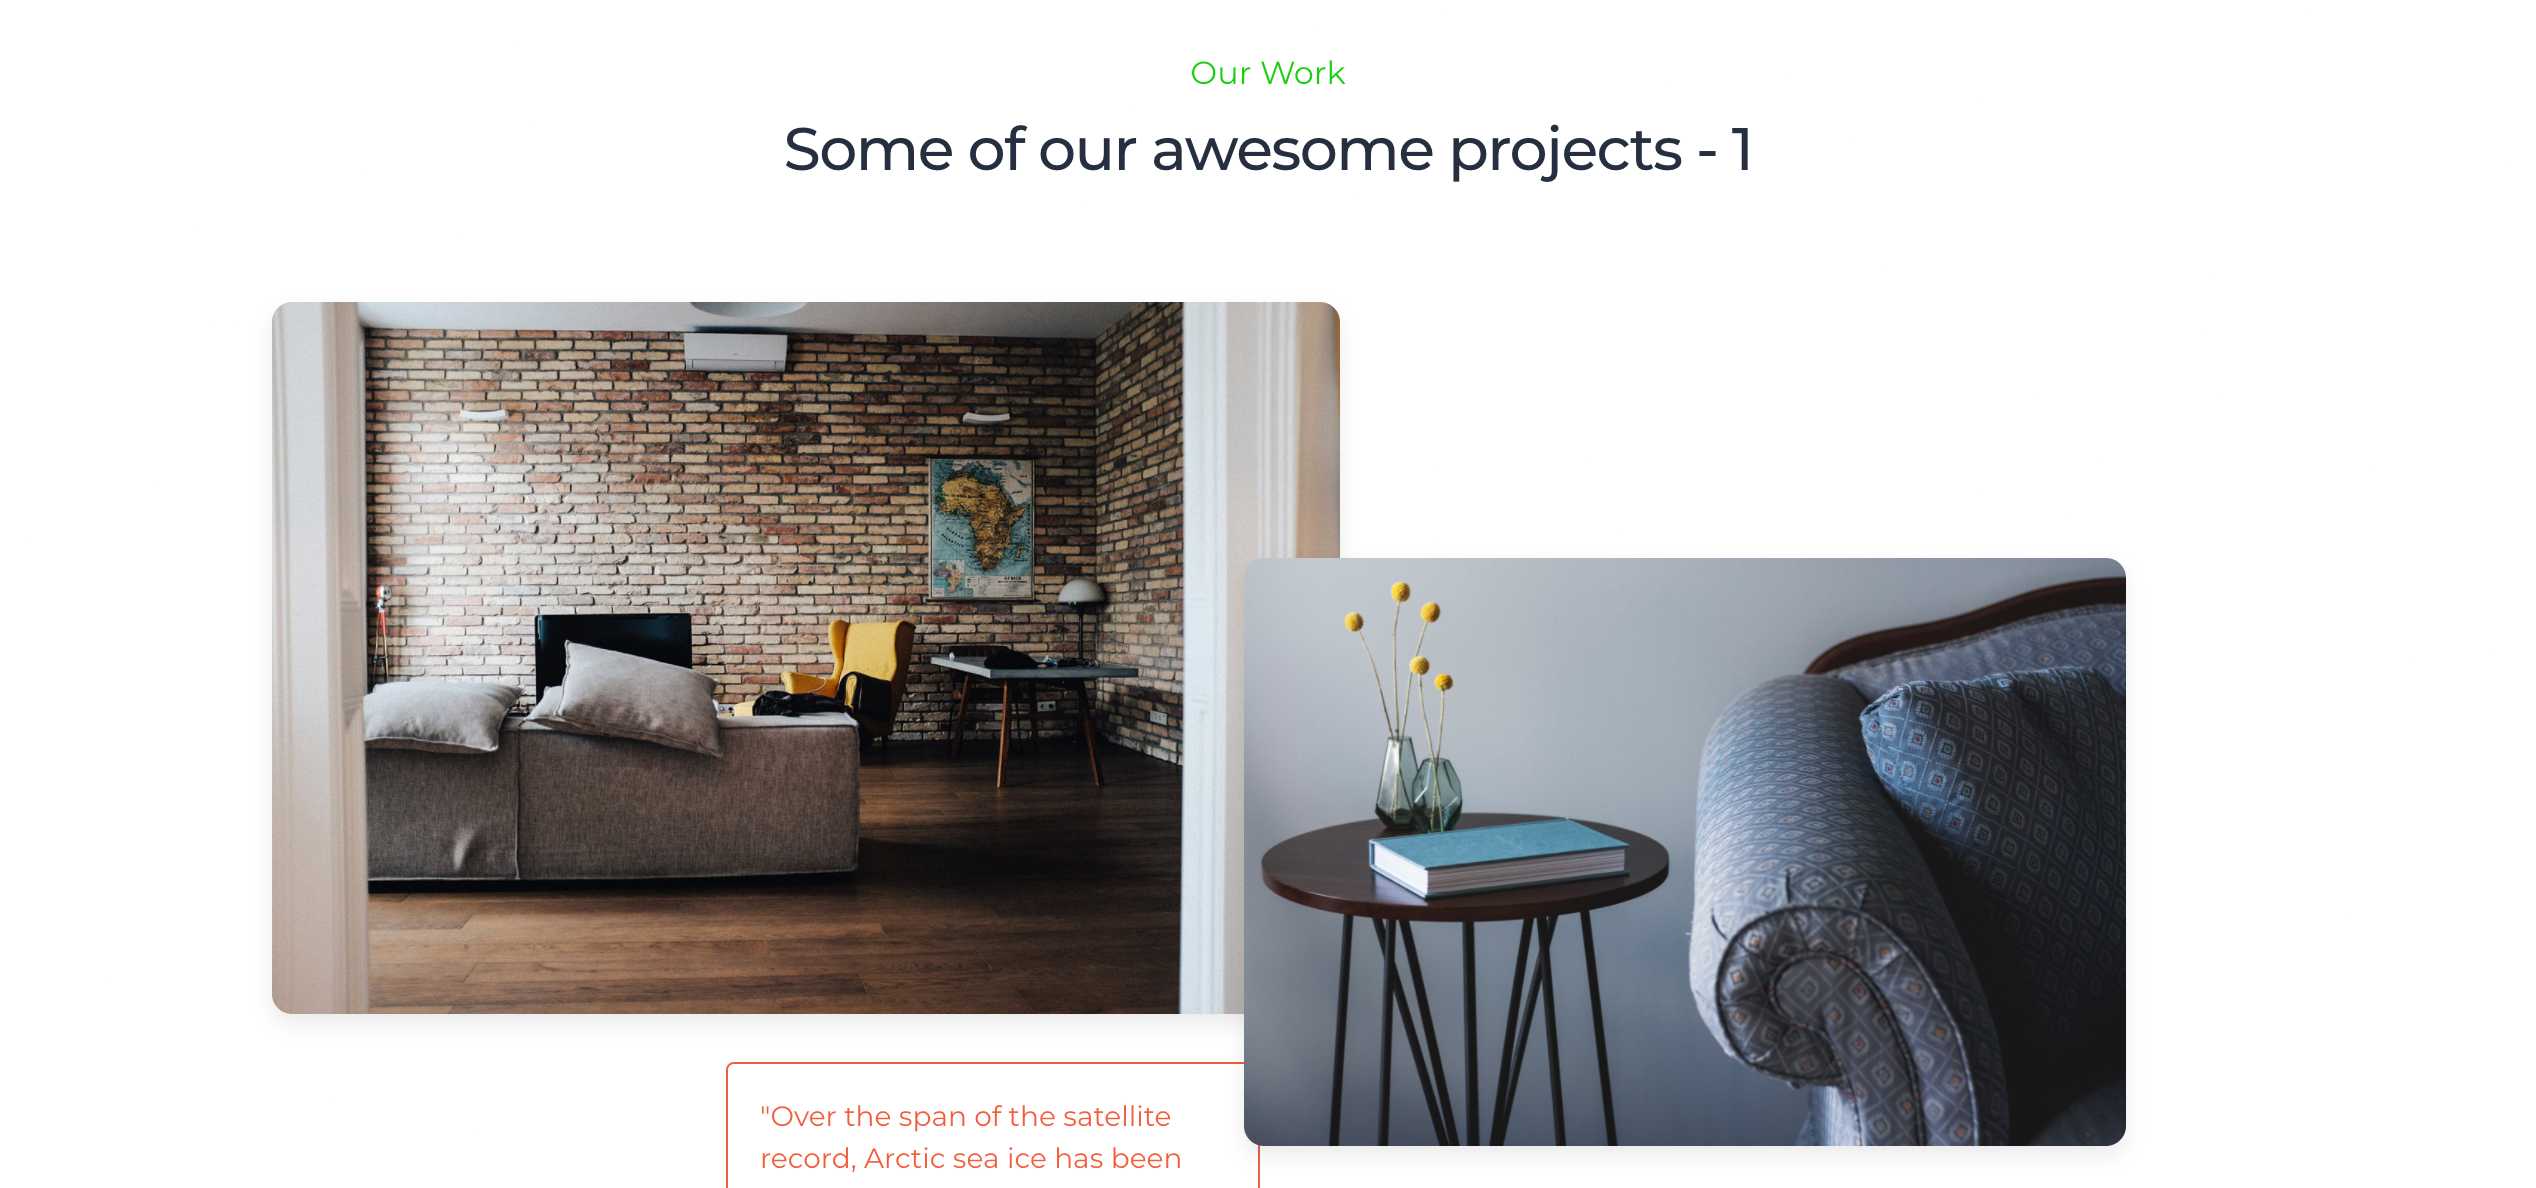 Our Work
Some of our awesome projects - 1
"Over the span of the satellite
record, Arctic sea ice has been